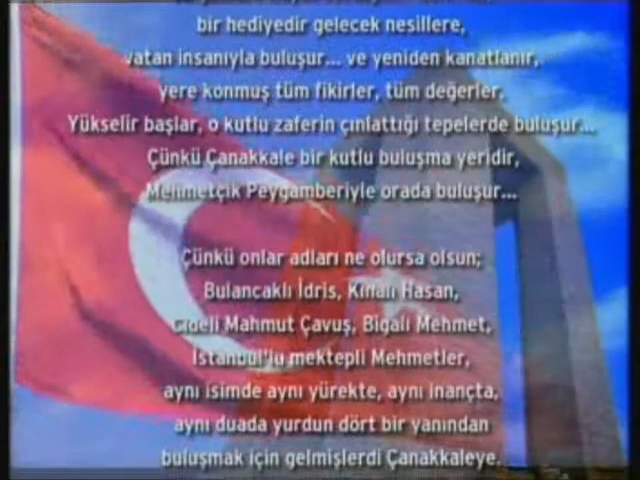 bir hediyedir gelecek nesillere,
vatan insanıyla buluşur... ve yeniden kanatlanır,
yere konmuş tüm fikirler, tüm değerler.
Yükselir başlar, o kutlu zaferin çınlattığı tepelerde buluşur...
Çünkü Çanakkale bir kutlu buluşma yeridir,
Mehmetçik Peygamberiyle orada buluşur...
Çünkü onlar adları ne olursa olsun;
Bulancaklı İdris, Kınalı Hasan,
Cideli Mahmut Çavuş, Bigalı Mehmet,
İstanbul'lu mektepli Mehmetler,
aynı isimde aynı yürekte, aynı inançta,
aynı duada yurdun dört bir yanından
buluşmak için gelmişlerdi Çanakkaleye.